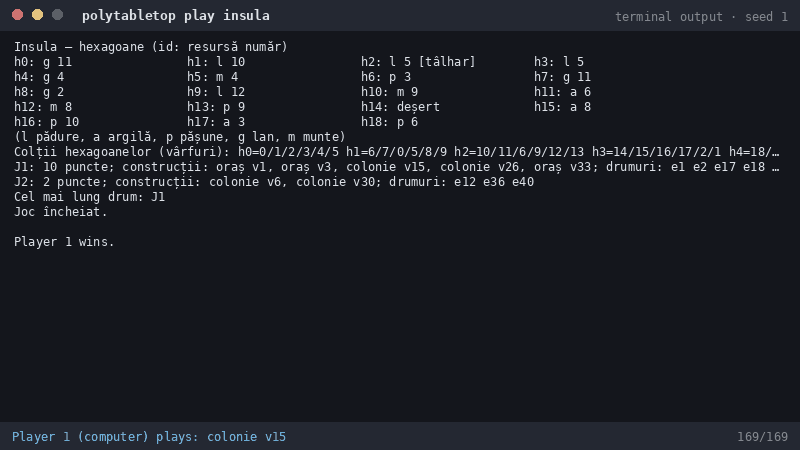 polytabletop play insula
terminal output · seed 1
Insula — hexagoane (id: resursă număr)
h0: g 11 h1: l 10 h2: l 5 [tâlhar] h3: l 5
h4: g 4 h5: m 4 h6: p 3 h7: g 11
h8: g 2 h9: l 12 h10: m 9 h11: a 6
h12: m 8 h13: p 9 h14: deșert h15: a 8
h16: p 10 h17: a 3 h18: p 6
(l pădure, a argilă, p pășune, g lan, m munte)
Colții hexagoanelor (vârfuri): h0=0/1/2/3/4/5 h1=6/7/0/5/8/9 h2=10/11/6/9/12/13 h3=14/15/16/17/2/1 h4=18/…
J1: 10 puncte; construcții: oraș v1, oraș v3, colonie v15, colonie v26, oraș v33; drumuri: e1 e2 e17 e18 …
J2: 2 puncte; construcții: colonie v6, colonie v30; drumuri: e12 e36 e40
Cel mai lung drum: J1
Joc încheiat.
Player 1 wins.
Player 1 (computer) plays: colonie v15
169/169